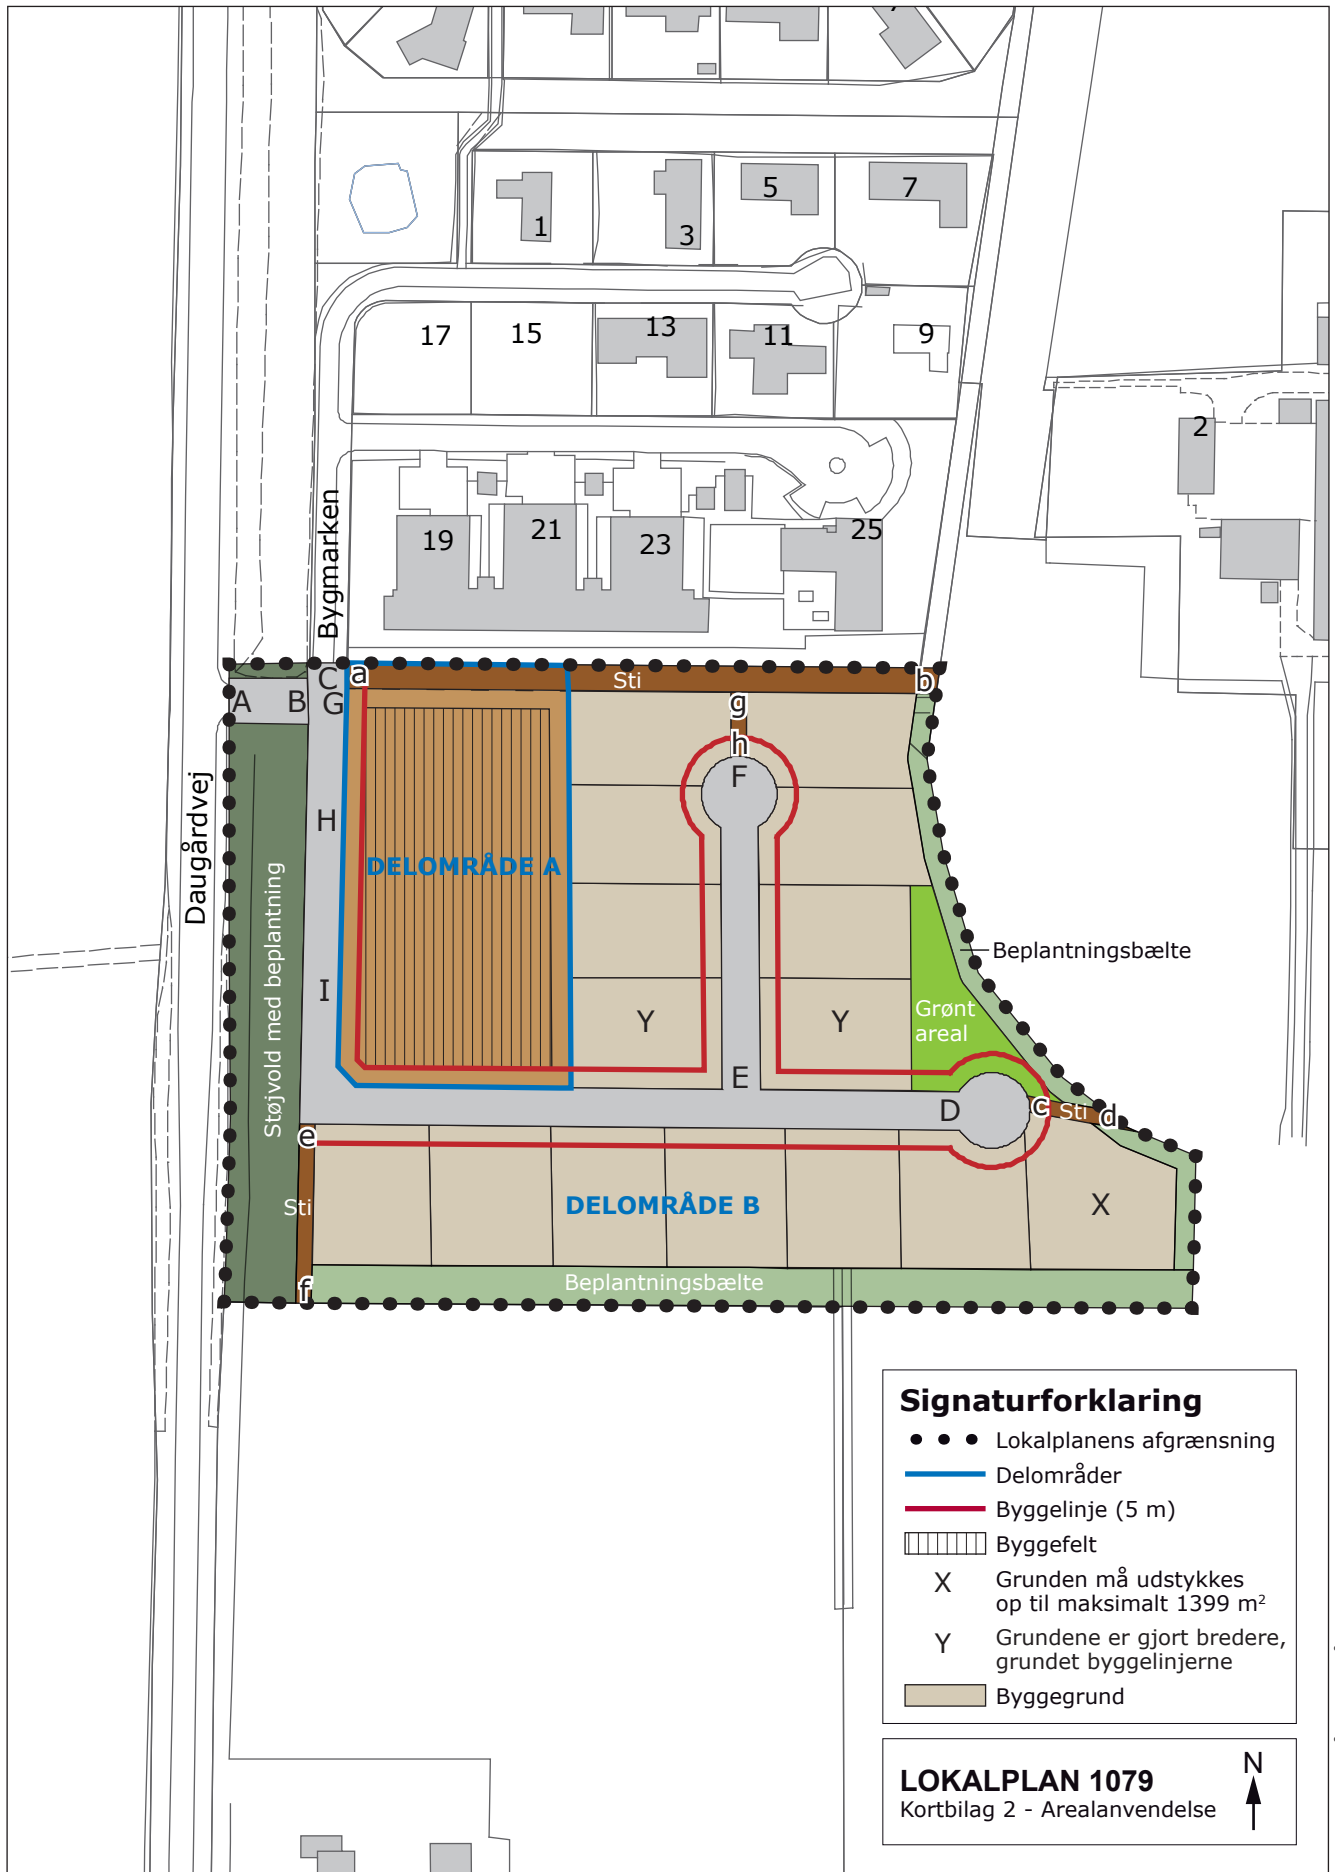 1
3
5
7
17
15
13
11
9
2
19
21
23
25
Bygmarken
Daugårdvej
A
B
C
G
a
Sti
b
g
h
F
H
DELOMRÅDE A
I
Støjvold med beplantning
Beplantningsbælte
Y
Y
Grønt
areal
E
D
c
Sti
d
e
Sti
DELOMRÅDE B
X
f
Beplantningsbælte
Signaturforklaring
Lokalplanens afgrænsning
Delområder
Byggelinje (5 m)
Byggefelt
X Grunden må udstykkes
op til maksimalt 1399 m²
Y Grundene er gjort bredere,
grundet byggelinjerne
Byggegrund
LOKALPLAN 1079
Kortbilag 2 - Arealanvendelse
N